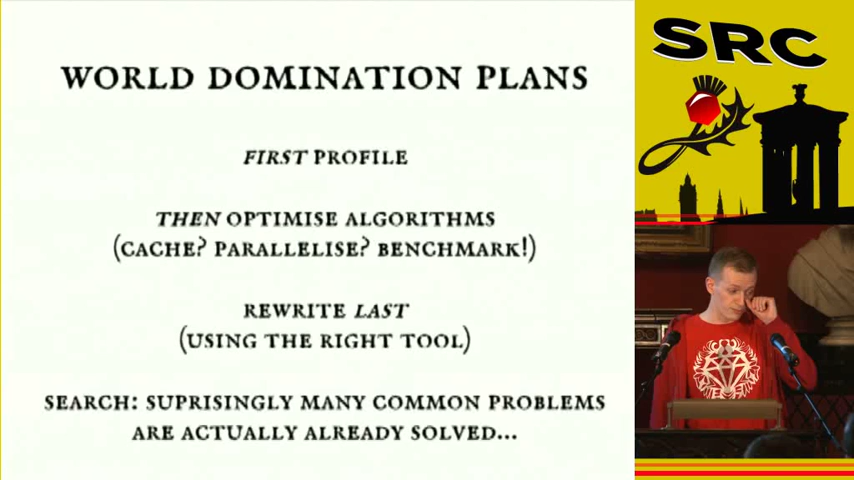 WORLD DOMINATION PLANS
FIRST PROFILE
THEN OPTIMISE ALGORITHMS
(CACHE? PARALLELISE? BENCHMARK!)
REWRITE LAST
(USING THE RIGHT TOOL)
SEARCH: SUPRISINGLY MANY COMMON PROBLEMS
ARE ACTUALLY ALREADY SOLVED...
SRC